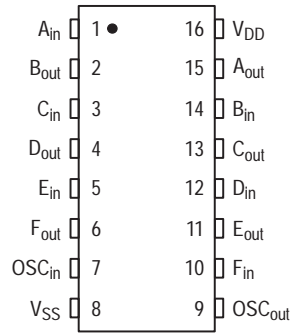 Ain 1 16 VDD
Bout 2 15 Aout
Cin 3 14 Bin
Dout 4 13 Cout
Ein 5 12 Din
Fout 6 11 Eout
OSCin 7 10 Fin
VSS 8 9 OSCout